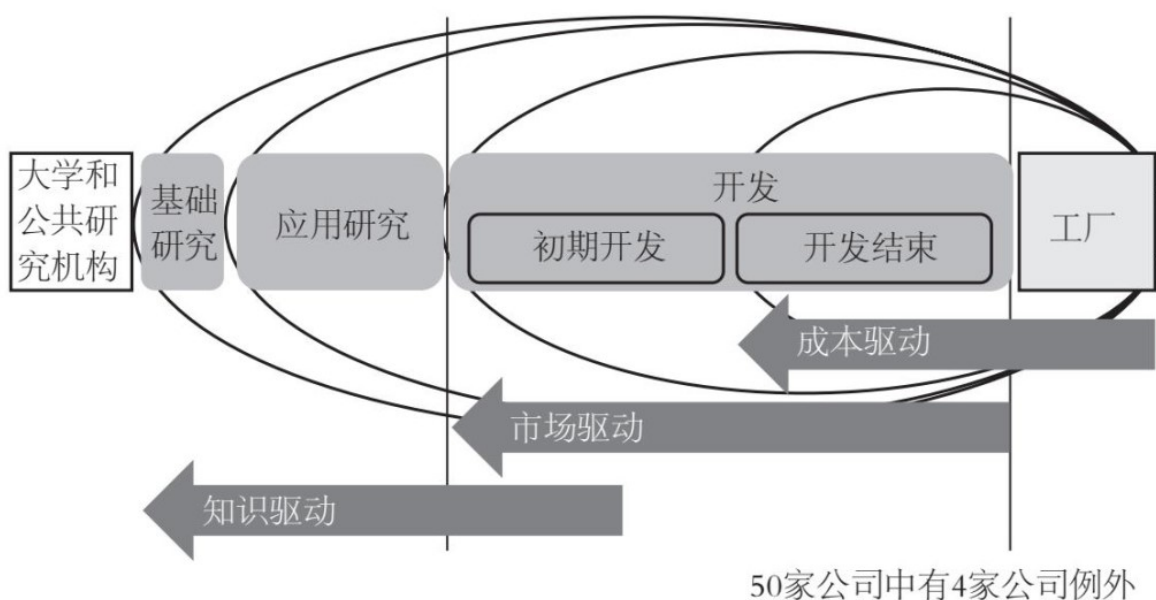 大学和
公共研
究机构
基础
研究
应用研究
开发
初期开发
开发结束
工厂
成本驱动
市场驱动
知识驱动
50家公司中有4家公司例外